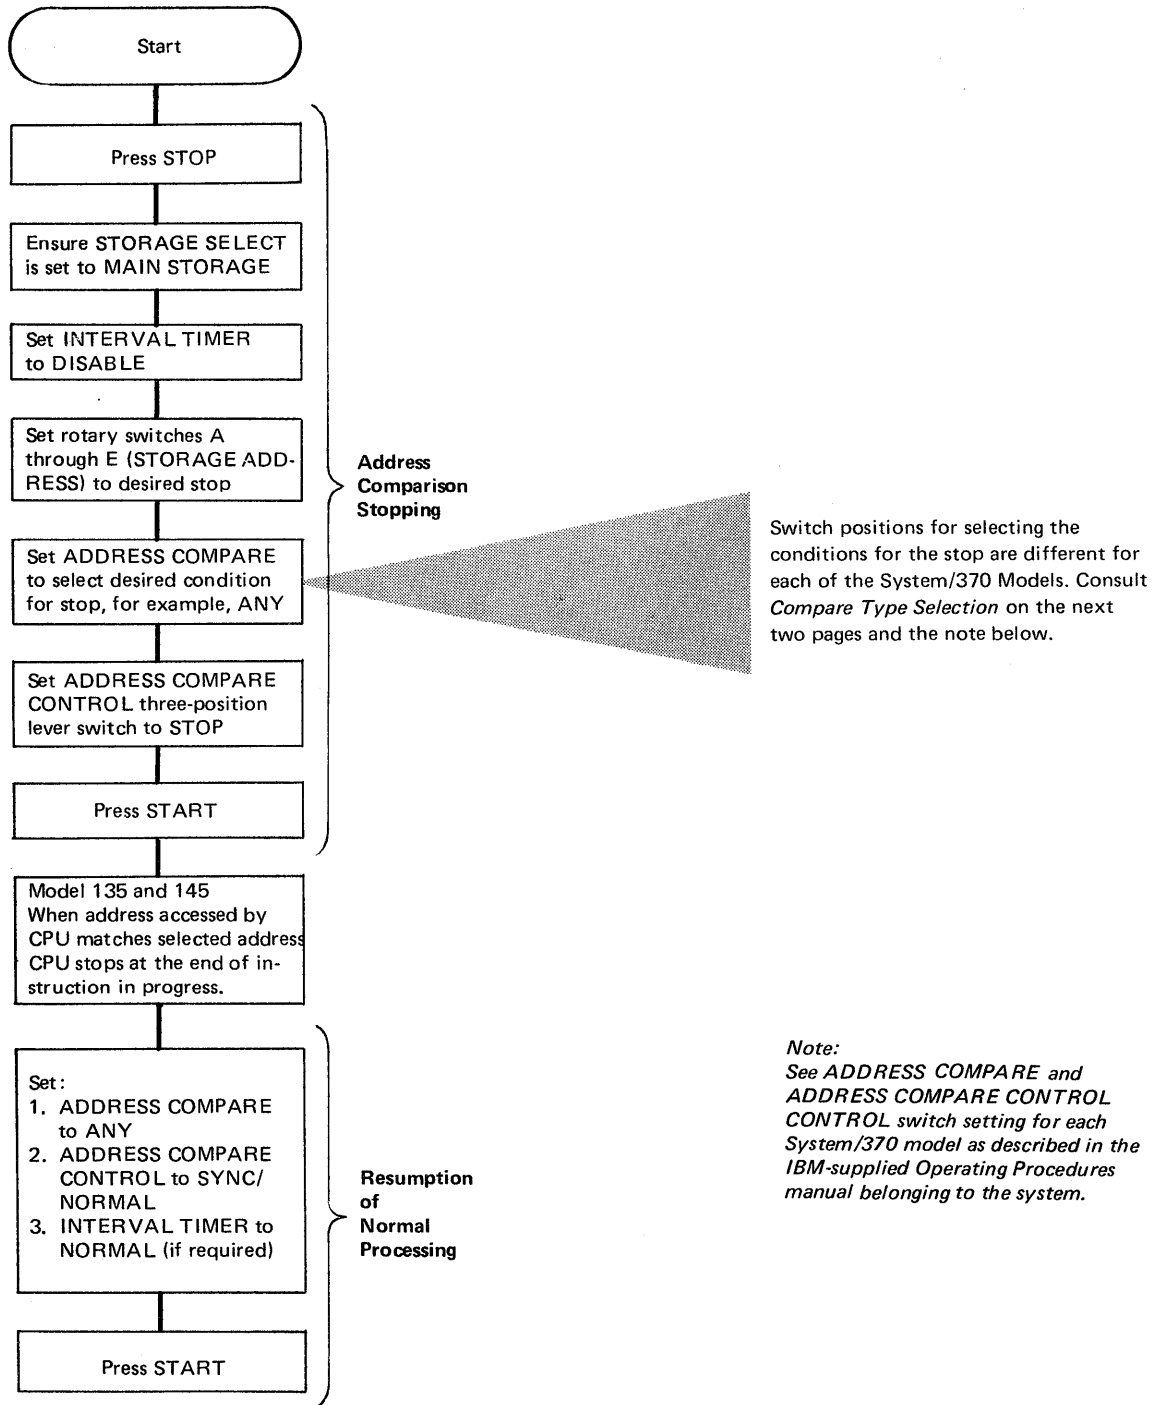 Start
Press STOP
Ensure STORAGE SELECT
is set to MAIN STORAGE
Set INTERVAL TIMER
to DISABLE
Set rotary switches A
through E (STORAGE ADD-
RESS) to desired stop
Address
Comparison
Stopping
Set ADDRESS COMPARE
to select desired condition
for stop, for example, ANY
Switch positions for selecting the
conditions for the stop are different for
each of the System/370 Models. Consult
Compare Type Selection on the next
two pages and the note below.
Set ADDRESS COMPARE
CONTROL three-position
lever switch to STOP
Press START
Model 135 and 145
When address accessed by
CPU matches selected address
CPU stops at the end of in-
struction in progress.
Set:
1. ADDRESS COMPARE
to ANY
2. ADDRESS COMPARE
CONTROL to SYNC/
NORMAL
3. INTERVAL TIMER to
NORMAL (if required)
Resumption
of
Normal
Processing
Note:
See ADDRESS COMPARE and
ADDRESS COMPARE CONTROL
CONTROL switch setting for each
System/370 model as described in the
IBM-supplied Operating Procedures
manual belonging to the system.
Press START